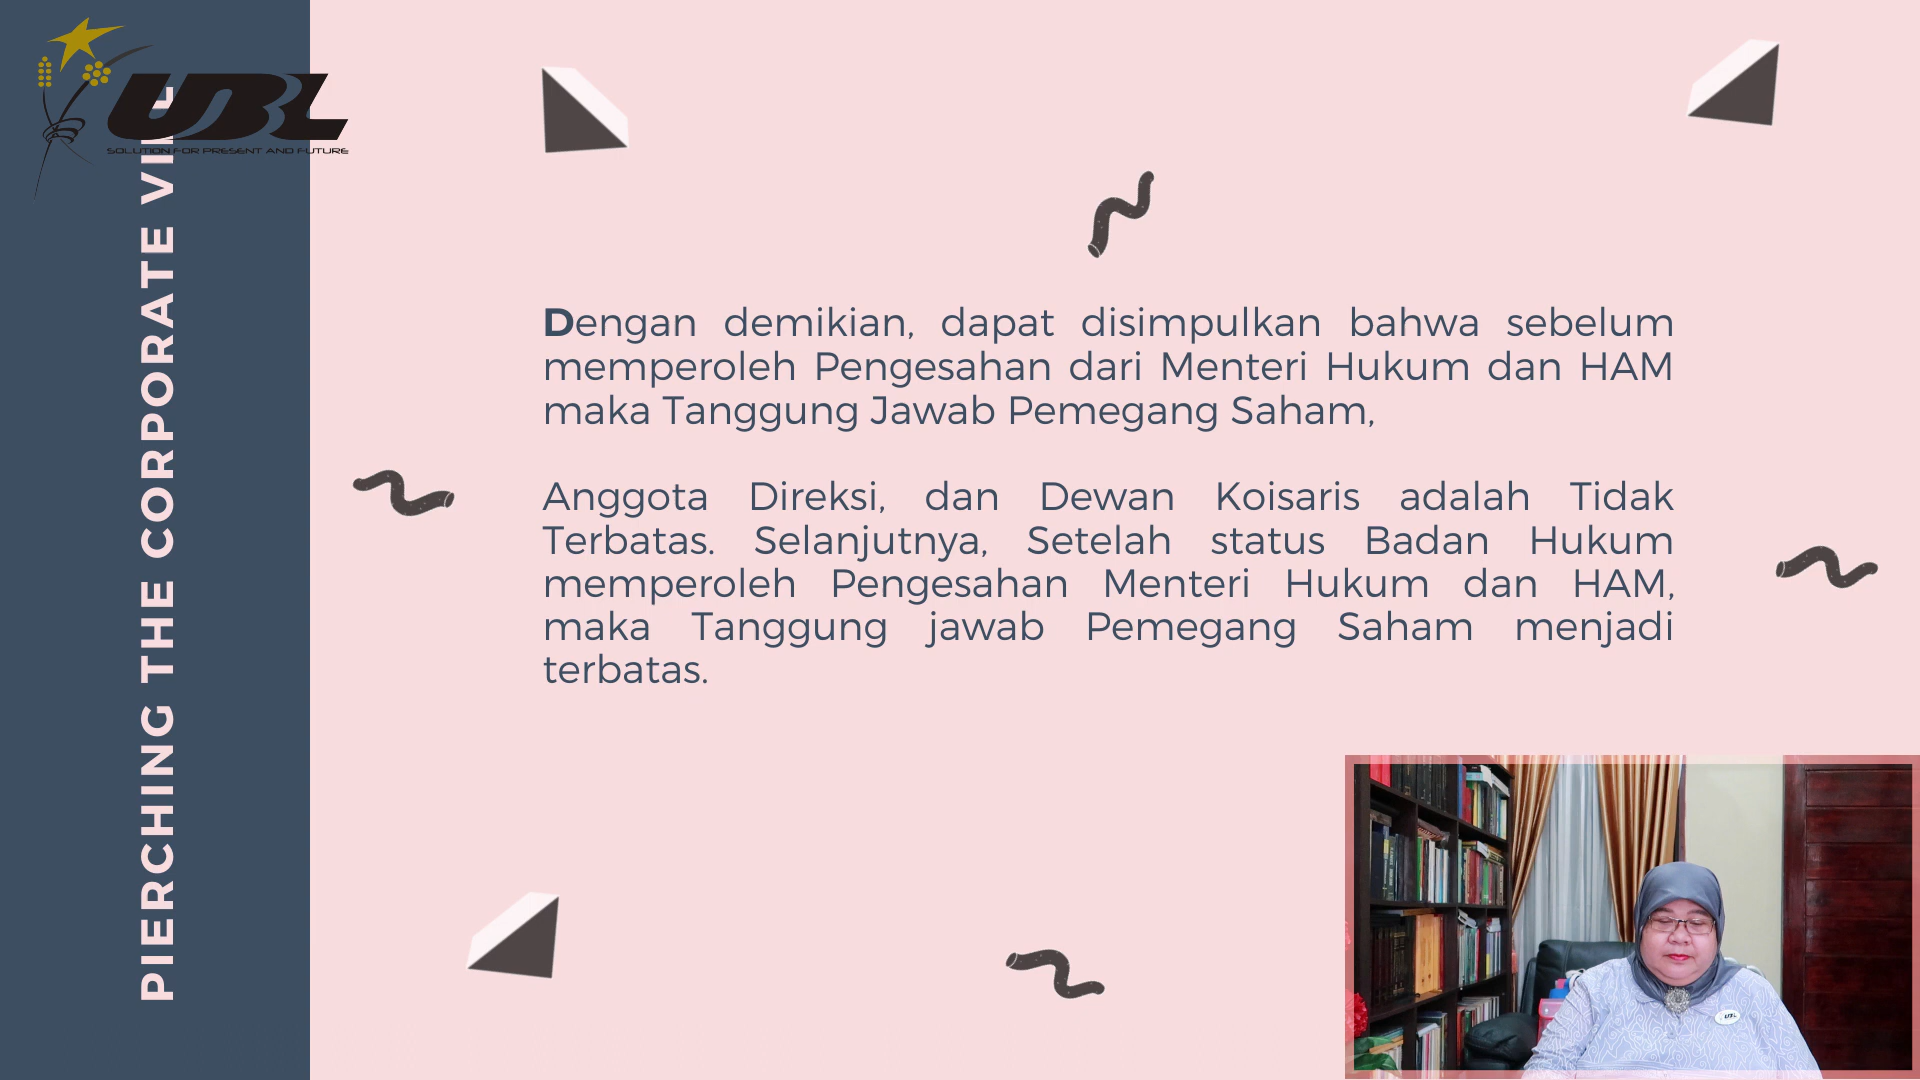 UBL
SOLUTION FOR PRESENT AND FUTURE
PIERCHING THE CORPORATE
Dengan demikian, dapat disimpulkan bahwa sebelum
memperoleh Pengesahan dari Menteri Hukum dan HAM
maka Tanggung Jawab Pemegang Saham,
Anggota Direksi, dan Dewan Koisaris adalah Tidak
Terbatas. Selanjutnya, Setelah status Badan Hukum
memperoleh Pengesahan Menteri Hukum dan HAM,
maka Tanggung jawab Pemegang Saham menjadi
terbatas.
UBL